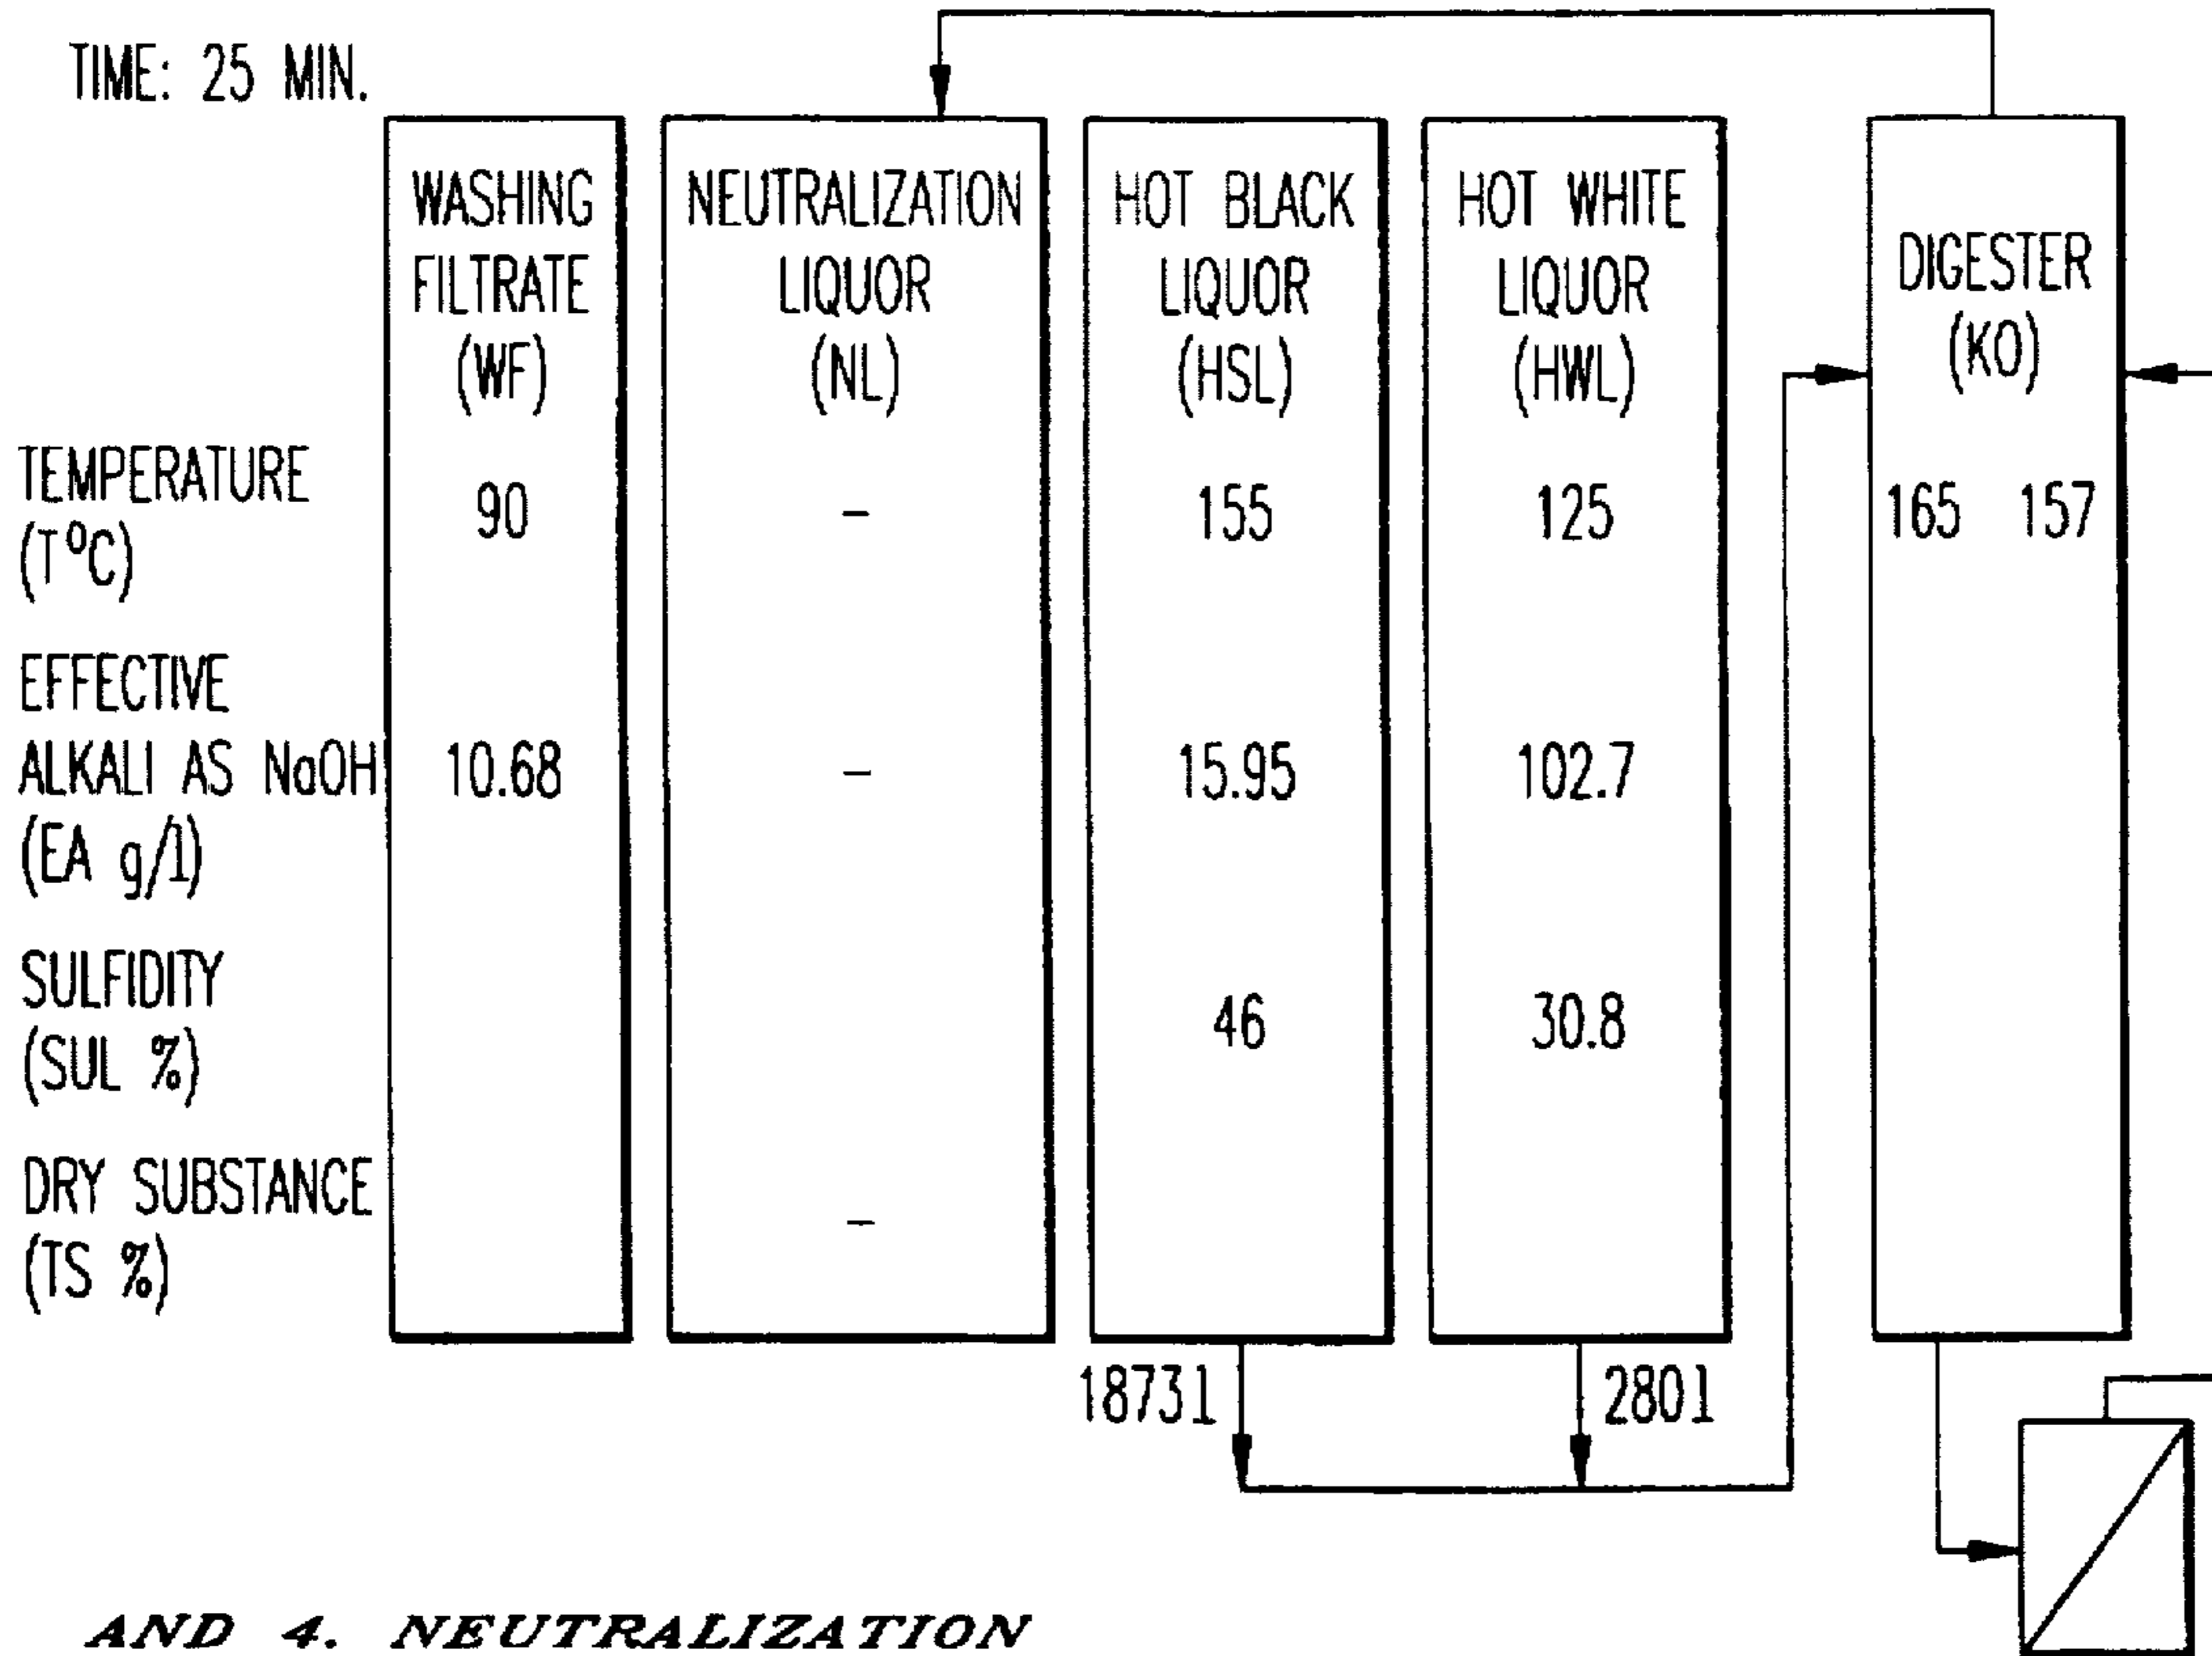 TIME: 25 MIN.
WASHING
FILTRATE
(WF)
NEUTRALIZATION
LIQUOR
(NL)
HOT BLACK
LIQUOR
(HSL)
HOT WHITE
LIQUOR
(HWL)
DIGESTER
(KO)
TEMPERATURE
(T°C)
90 - 155 125 165 157
EFFECTIVE
ALKALI AS NaOH
(EA g/l)
10.68 - 15.95 102.7
SULFIDITY
(SUL %)
46 30.8
DRY SUBSTANCE
(TS %)
-
1873l 280l
AND 4. NEUTRALIZATION